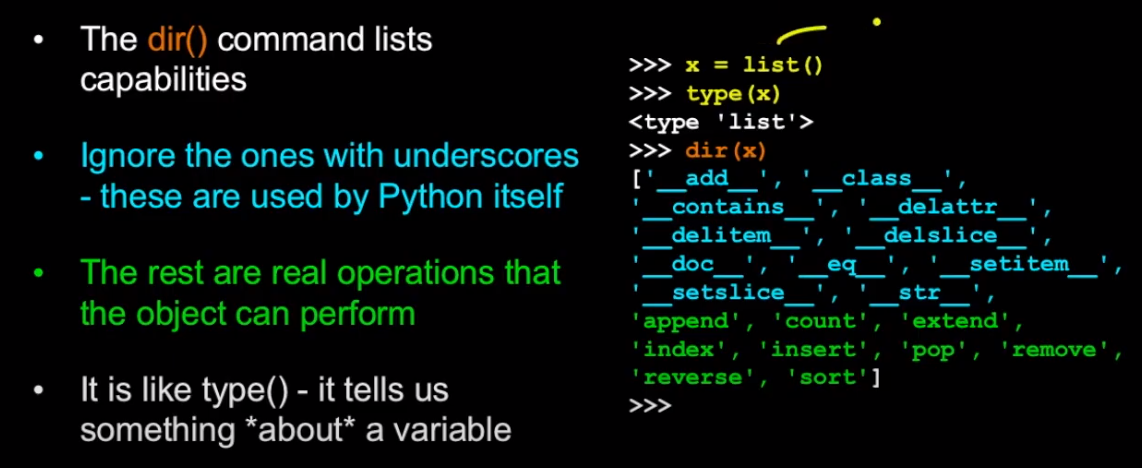 • The dir() command lists
capabilities
• Ignore the ones with underscores
- these are used by Python itself
• The rest are real operations that
the object can perform
• It is like type() - it tells us
something *about* a variable
>>> x = list()
>>> type(x)
<type 'list'>
>>> dir(x)
['__add__', '__class__',
'__contains__', '__delattr__',
'__delitem__', '__delslice__',
'__doc__', '__eq__', '__setitem__',
'__setslice__', '__str__',
'append', 'count', 'extend',
'index', 'insert', 'pop', 'remove',
'reverse', 'sort']
>>>